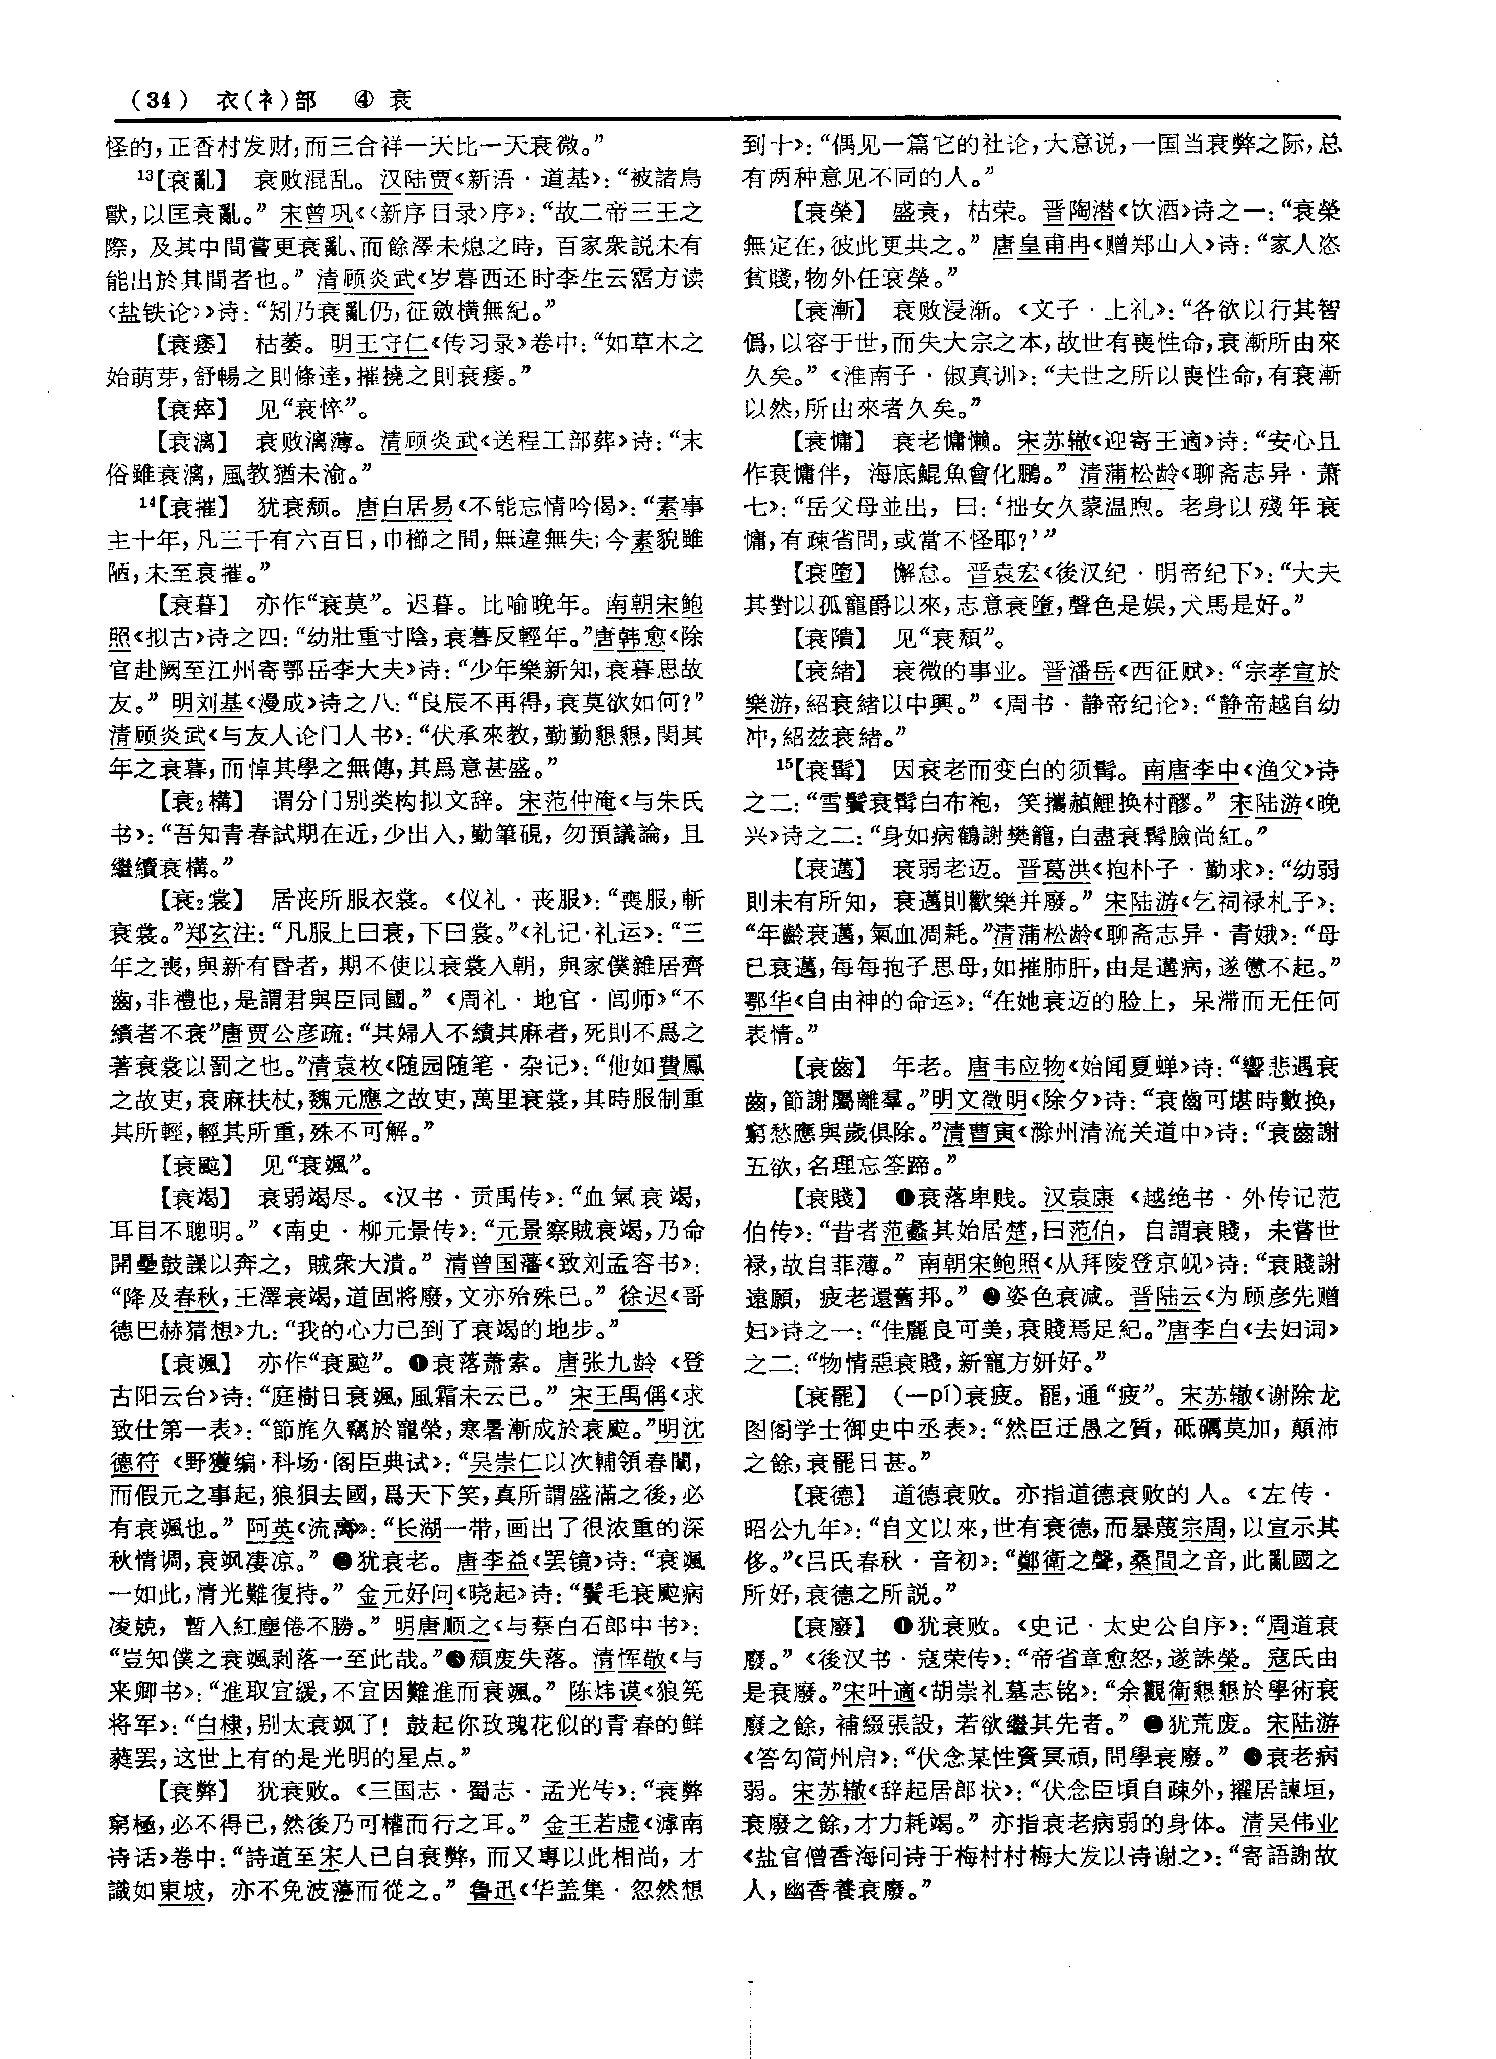 (34) 衣(衤)部 ④ 衰
怪的,正香村发财;而三合祥一天比一天衰微。”
¹³【衰亂】 衰败混乱。汉陆贾《新语·道基》:“被諸鳥
獸,以匡衰亂。”宋曾巩《〈新序目录〉序》:“故二帝三王之
際,及其中間嘗更衰亂、而餘澤未熄之時,百家衆説未有
能出於其間者也。”清顾炎武《岁暮西还时李生云霑方读
〈盐铁论〉》诗:“矧乃衰亂仍,征斂横無紀。”
【衰痿】 枯萎。明王守仁《传习录》卷中:“如草木之
始萌芽,舒暢之則條達,摧撓之則衰痿。”
【衰瘁】 见“衰悴”。
【衰漓】 衰败漓薄。清顾炎武《送程工部葬》诗:“末
俗雖衰漓,風教猶未渝。”
¹⁴【衰摧】 犹衰颓。唐白居易《不能忘情吟偈》:“素事
主十年,凡三千有六百日,巾櫛之間,無違無失;今素貌雖
陋,未至衰摧。”
【衰暮】 亦作“衰莫”。迟暮。比喻晚年。南朝宋鲍
照《拟古》诗之四:“幼壯重寸陰,衰暮反輕年。”唐韩愈《除
官赴阙至江州寄鄂岳李大夫》诗:“少年樂新知,衰暮思故
友。”明刘基《漫成》诗之八:“良辰不再得,衰莫欲如何?”
清顾炎武《与友人论门人书》:“伏承來教,勤勤懇懇,閔其
年之衰暮,而悼其學之無傳,其爲意甚盛。”
【衰₂構】 谓分门别类构拟文辞。宋范仲淹《与朱氏
书》:“吾知青春試期在近,少出入,勤筆硯,勿預議論,且
繼續衰構。”
【衰₂裳】 居丧所服衣裳。《仪礼·丧服》:“喪服,斬
衰裳。”郑玄注:“凡服上曰衰,下曰裳。”《礼记·礼运》:“三
年之喪,與新有昏者,期不使以衰裳入朝,與家僕雜居齊
齒,非禮也,是謂君與臣同國。”《周礼·地官·闾师》“不
績者不衰”唐贾公彦疏:“其婦人不績其麻者,死則不爲之
著衰裳以罰之也。”清袁枚《随园随笔·杂记》:“他如費鳳
之故吏,衰麻扶杖,魏元應之故吏,萬里衰裳,其時服制重
其所輕,輕其所重,殊不可解。”
【衰颭】 见“衰颯”。
【衰竭】 衰弱竭尽。《汉书·贡禹传》:“血氣衰竭,
耳目不聰明。”《南史·柳元景传》:“元景察賊衰竭,乃命
開壘鼓譟以奔之,賊衆大潰。”清曾国藩《致刘孟容书》:
“降及春秋,王澤衰竭,道固將廢,文亦殆殊已。”徐迟《哥
德巴赫猜想》九:“我的心力已到了衰竭的地步。”
【衰颯】 亦作“衰颭”。❶衰落萧索。唐张九龄《登
古阳云台》诗:“庭樹日衰颯,風霜未云已。”宋王禹偁《求
致仕第一表》:“節旄久竊於寵榮,寒暑漸成於衰颭。”明沈
德符《野獲编·科场·阁臣典试》:“吴崇仁以次輔領春闈,
而假元之事起,狼狽去國,爲天下笑,真所謂盛滿之後,必
有衰颯也。”阿英《流离》:“长湖一带,画出了很浓重的深
秋情调,衰飒凄凉。”❷犹衰老。唐李益《罢镜》诗:“衰颯
一如此,清光難復持。”金元好问《晓起》诗:“鬢毛衰颭病
凌兢,暫入紅塵倦不勝。”明唐顺之《与蔡白石郎中书》:
“豈知僕之衰颯剥落一至此哉。”❸頹废失落。清恽敬《与
来卿书》:“進取宜緩,不宜因難進而衰颯。”陈炜谟《狼筅
将军》:“白棣,别太衰飒了!鼓起你玫瑰花似的青春的鲜
蕤罢,这世上有的是光明的星点。”
【衰弊】 犹衰败。《三国志·蜀志·孟光传》:“衰弊
窮極,必不得已,然後乃可權而行之耳。”金王若虚《滹南
诗话》卷中:“詩道至宋人已自衰弊,而又專以此相尚,才
識如東坡,亦不免波蕩而從之。”鲁迅《华盖集·忽然想
到十》:“偶见一篇它的社论,大意说,一国当衰弊之际,总
有两种意见不同的人。”
【衰榮】 盛衰,枯荣。晋陶潜《饮酒》诗之一:“衰榮
無定在,彼此更共之。”唐皇甫冉《赠郑山人》诗:“家人恣
貧賤,物外任衰榮。”
【衰漸】 衰败浸渐。《文子·上礼》:“各欲以行其智
僞,以容于世,而失大宗之本,故世有喪性命,衰漸所由來
久矣。”《淮南子·俶真训》:“夫世之所以喪性命,有衰漸
以然,所由來者久矣。”
【衰慵】 衰老慵懒。宋苏辙《迎寄王適》诗:“安心且
作衰慵伴,海底鯤魚會化鵬。”清蒲松龄《聊斋志异·萧
七》:“岳父母並出,曰:‘拙女久蒙温煦。老身以殘年衰
慵,有疎省問,或當不怪耶?’”
【衰墮】 懈怠。晋袁宏《後汉纪·明帝纪下》:“大夫
其對以孤寵爵以來,志意衰墮,聲色是娱,犬馬是好。”
【衰隤】 见“衰頹”。
【衰緒】 衰微的事业。晋潘岳《西征赋》:“宗孝宣於
樂游,紹衰緒以中興。”《周书·静帝纪论》:“静帝越自幼
冲,紹兹衰緒。”
¹⁵【衰髯】 因衰老而变白的须髯。南唐李中《渔父》诗
之二:“雪鬢衰髯白布袍,笑攜赪鯉换村醪。”宋陆游《晚
兴》诗之二:“身如病鶴謝樊籠,白盡衰髯臉尚紅。”
【衰邁】 衰弱老迈。晋葛洪《抱朴子·勤求》:“幼弱
則未有所知,衰邁則歡樂并廢。”宋陆游《乞祠禄札子》:
“年齡衰邁,氣血凋耗。”清蒲松龄《聊斋志异·青娥》:“母
已衰邁,每每抱子思母,如摧肺肝,由是遘病,遂憊不起。”
鄂华《自由神的命运》:“在她衰迈的脸上,呆滞而无任何
表情。”
【衰齒】 年老。唐韦应物《始闻夏蝉》诗:“響悲遇衰
齒,節謝屬離羣。”明文徵明《除夕》诗:“衰齒可堪時數换,
窮愁應與歲俱除。”清曹寅《滁州清流关道中》诗:“衰齒謝
五欲,名理忘筌蹄。”
【衰賤】 ❶衰落卑贱。汉袁康《越绝书·外传记范
伯传》:“昔者范蠡其始居楚,曰范伯,自謂衰賤,未嘗世
禄,故自菲薄。”南朝宋鲍照《从拜陵登京岘》诗:“衰賤謝
遠願,疲老還舊邦。”❷姿色衰减。晋陆云《为顾彦先赠
妇》诗之一:“佳麗良可美,衰賤焉足紀。”唐李白《去妇词》
之二:“物情惡衰賤,新寵方妍好。”
【衰罷】 (—pí)衰疲。罷,通“疲”。宋苏辙《谢除龙
图阁学士御史中丞表》:“然臣迂愚之質,砥礪莫加,顛沛
之餘,衰罷日甚。”
【衰德】 道德衰败。亦指道德衰败的人。《左传·
昭公九年》:“自文以來,世有衰德,而暴蔑宗周,以宣示其
侈。”《吕氏春秋·音初》:“鄭衛之聲,桑間之音,此亂國之
所好,衰德之所説。”
【衰廢】 ❶犹衰败。《史记·太史公自序》:“周道衰
廢。”《後汉书·寇荣传》:“帝省章愈怒,遂誅榮。寇氏由
是衰廢。”宋叶適《胡崇礼墓志铭》:“余觀衛懇懇於學術衰
廢之餘,補綴張設,若欲繼其先者。”❷犹荒废。宋陆游
《答勾简州启》:“伏念某性資冥頑,問學衰廢。”❸衰老病
弱。宋苏辙《辞起居郎状》:“伏念臣頃自疎外,擢居諫垣,
衰廢之餘,才力耗竭。”亦指衰老病弱的身体。清吴伟业
《盐官僧香海问诗于梅村村梅大发以诗谢之》:“寄語謝故
人,幽香養衰廢。”